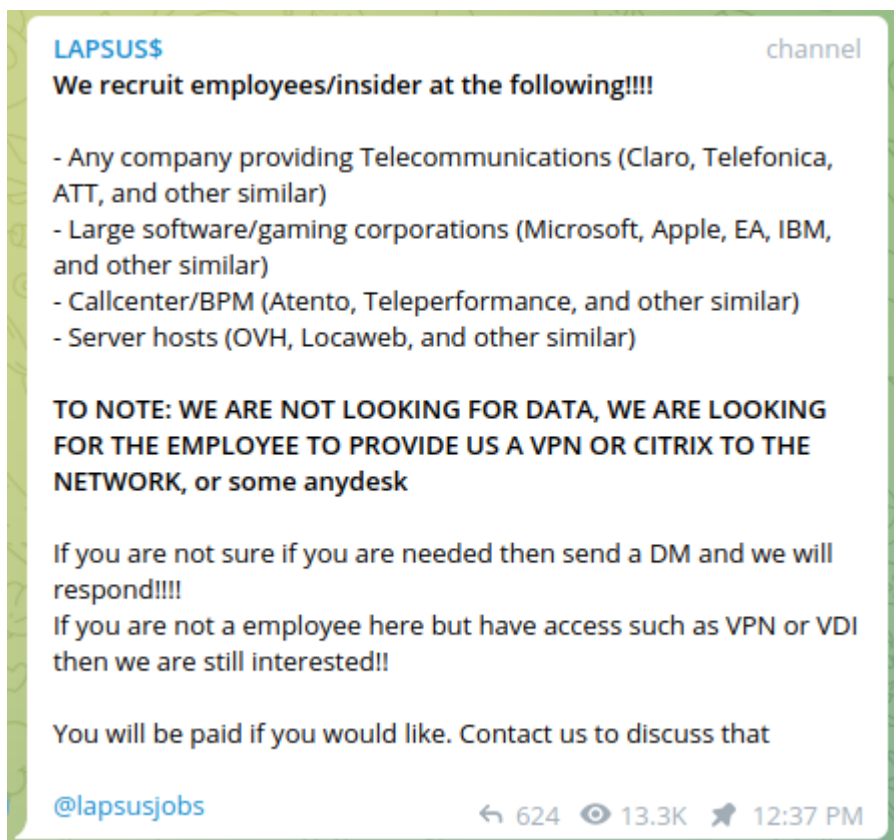 LAPSUS$ channel
We recruit employees/insider at the following!!!!
- Any company providing Telecommunications (Claro, Telefonica,
ATT, and other similar)
- Large software/gaming corporations (Microsoft, Apple, EA, IBM,
and other similar)
- Callcenter/BPM (Atento, Teleperformance, and other similar)
- Server hosts (OVH, Locaweb, and other similar)
TO NOTE: WE ARE NOT LOOKING FOR DATA, WE ARE LOOKING
FOR THE EMPLOYEE TO PROVIDE US A VPN OR CITRIX TO THE
NETWORK, or some anydesk
If you are not sure if you are needed then send a DM and we will
respond!!!!
If you are not a employee here but have access such as VPN or VDI
then we are still interested!!
You will be paid if you would like. Contact us to discuss that
@lapsusjobs 624 13.3K 12:37 PM